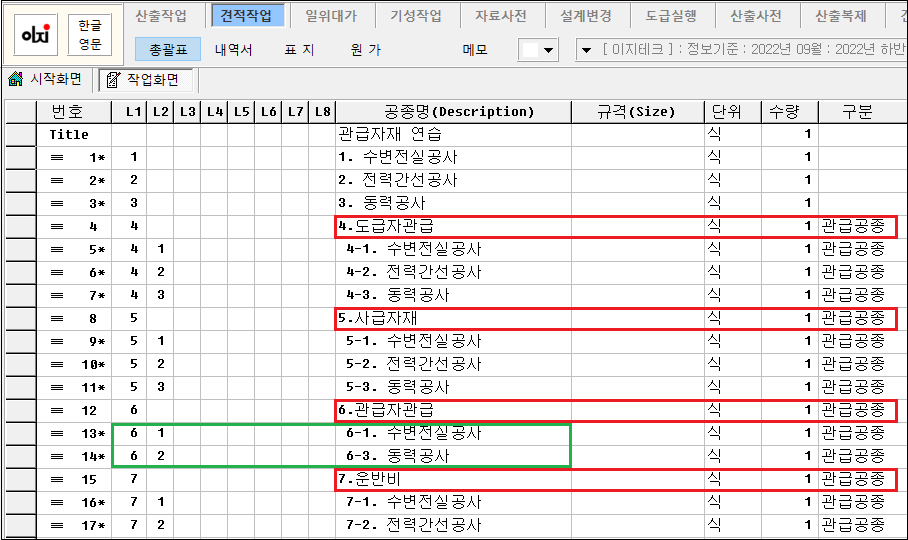 이지 한글 영문 산출작업 견적작업 일위대가 기성작업 자료사전 설계변경 도급실행 산출사전 산출복제
총괄표 내역서 표 지 원 가 메모 [ 이지테크 ] : 정보기준 : 2022년 09월 : 2022년 하반
시작화면 작업화면
번호 L1 L2 L3 L4 L5 L6 L7 L8 공종명(Description) 규격(Size) 단위 수량 구분
Title 관급자재 연습 식 1
1* 1 1. 수변전실공사 식 1
2* 2 2. 전력간선공사 식 1
3* 3 3. 동력공사 식 1
4 4 4.도급자관급 식 1 관급공종
5* 4 1 4-1. 수변전실공사 식 1 관급공종
6* 4 2 4-2. 전력간선공사 식 1 관급공종
7* 4 3 4-3. 동력공사 식 1 관급공종
8 5 5.사급자재 식 1 관급공종
9* 5 1 5-1. 수변전실공사 식 1 관급공종
10* 5 2 5-2. 전력간선공사 식 1 관급공종
11* 5 3 5-3. 동력공사 식 1 관급공종
12 6 6.관급자관급 식 1 관급공종
13* 6 1 6-1. 수변전실공사 식 1 관급공종
14* 6 2 6-3. 동력공사 식 1 관급공종
15 7 7.운반비 식 1 관급공종
16* 7 1 7-1. 수변전실공사 식 1 관급공종
17* 7 2 7-2. 전력간선공사 식 1 관급공종